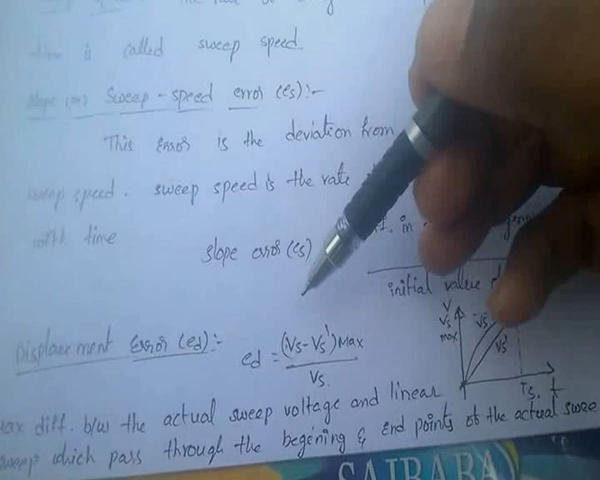 is called sweep speed.
Slope (or) Sweep-speed error (es):-
This Error is the deviation from
sweep speed. sweep speed is the rate
with time
slope error (es)
initial value
Displacement Error (ed):- ed = (Vs-Vs')Max
Vs.
V
Vs
max
Vs
Vs'
Ts. t
Max diff. b/w the actual sweep voltage and linear
sweep which pass through the begening & end points of the actual swee
SAIBABA